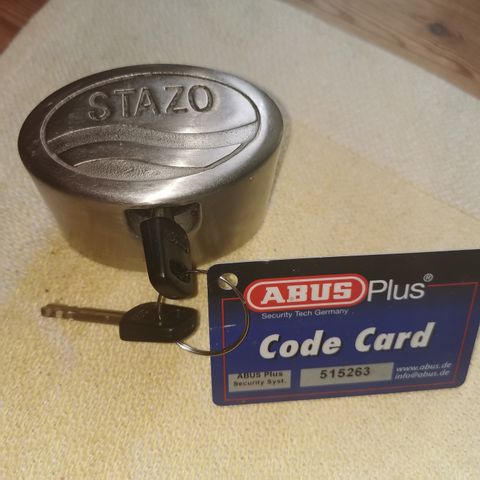 STAZO
ABUS Plus®
Security Tech Germany
Code Card
ABUS Plus
Security Syst.
515263
www.abus.de
info@abus.de